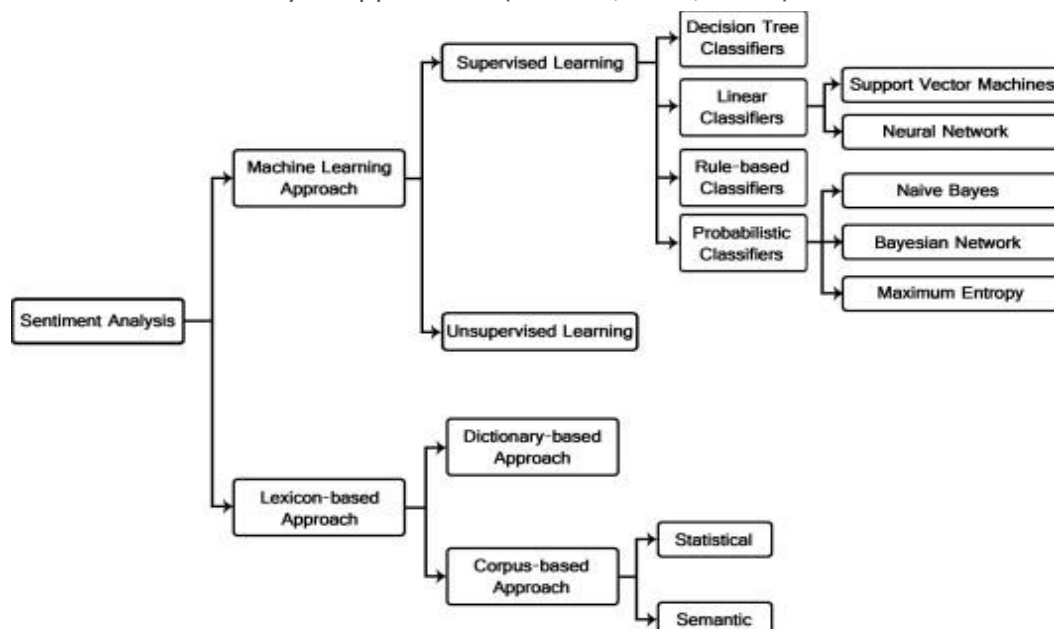 Decision Tree
Classifiers
Supervised Learning
Linear
Classifiers
Support Vector Machines
Neural Network
Machine Learning
Approach
Rule-based
Classifiers
Naive Bayes
Probabilistic
Classifiers
Bayesian Network
Maximum Entropy
Sentiment Analysis
Unsupervised Learning
Dictionary-based
Approach
Lexicon-based
Approach
Statistical
Corpus-based
Approach
Semantic